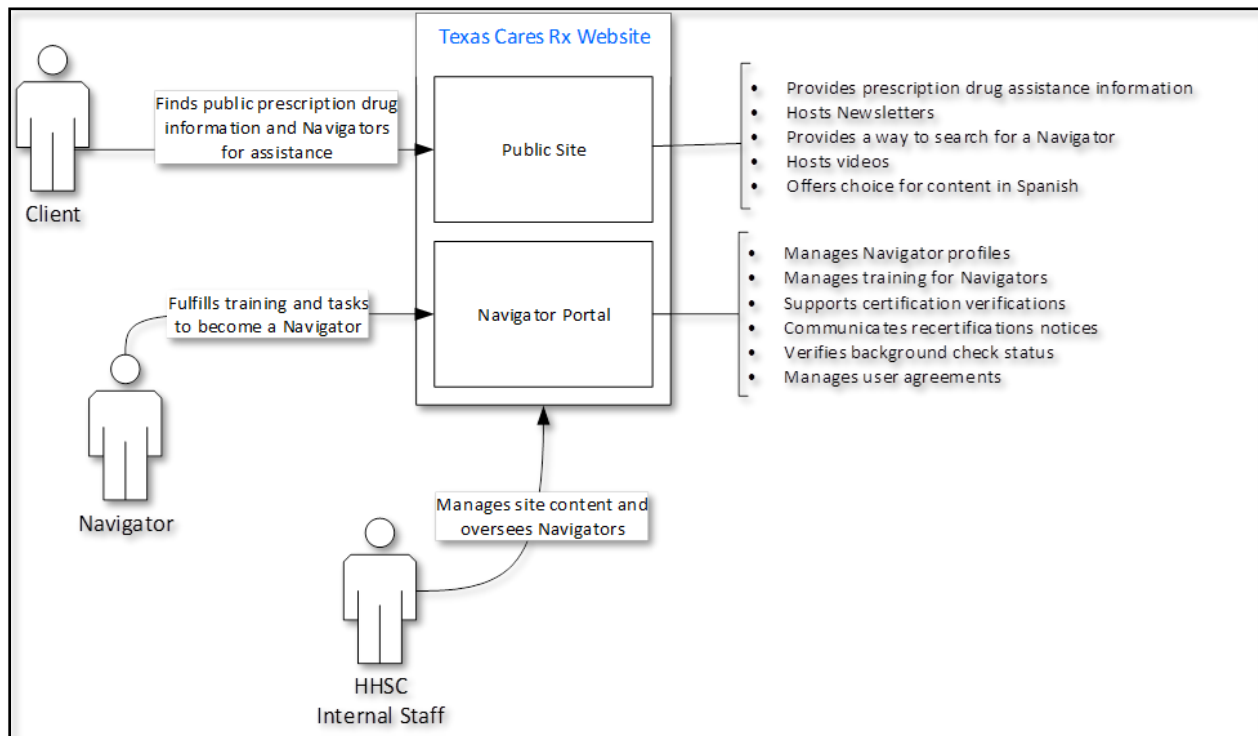 Texas Cares Rx Website
Finds public prescription drug
information and Navigators
for assistance
Client
Public Site
Provides prescription drug assistance information
Hosts Newsletters
Provides a way to search for a Navigator
Hosts videos
Offers choice for content in Spanish
Fulfills training and tasks
to become a Navigator
Navigator
Navigator Portal
Manages Navigator profiles
Manages training for Navigators
Supports certification verifications
Communicates recertifications notices
Verifies background check status
Manages user agreements
Manages site content and
oversees Navigators
HHSC
Internal Staff